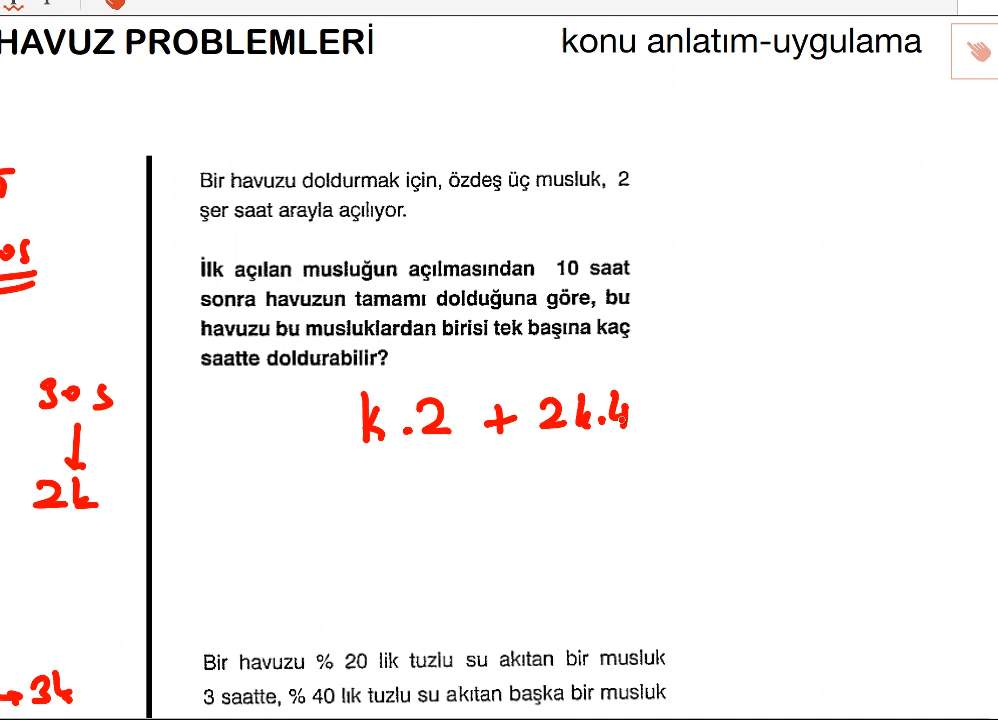 HAVUZ PROBLEMLERİ
konu anlatım-uygulama
Bir havuzu doldurmak için, özdeş üç musluk, 2
şer saat arayla açılıyor.
İlk açılan musluğun açılmasından 10 saat
sonra havuzun tamamı dolduğuna göre, bu
havuzu bu musluklardan birisi tek başına kaç
saatte doldurabilir?
30 s
k.2 + 2k.4
2k
Bir havuzu % 20 lik tuzlu su akıtan bir musluk
3k
3 saatte, % 40 lık tuzlu su akıtan başka bir musluk